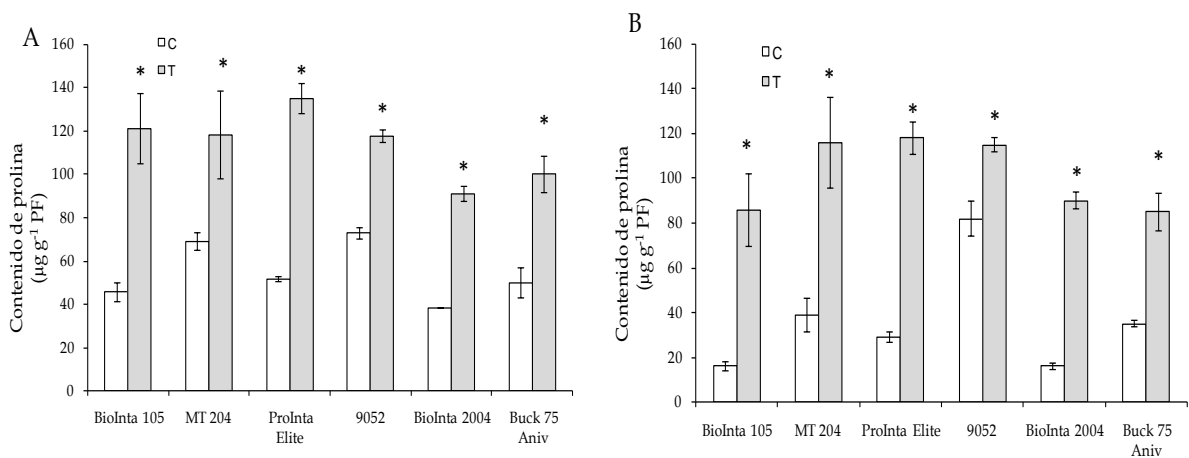 A
Contenido de prolina
(µg g⁻¹ PF)
160
140
120
100
80
60
40
20
0
C
T
* * * * * *
BioInta 105 MT 204 ProInta Elite 9052 BioInta 2004 Buck 75 Aniv
B
Contenido de prolina
(µg g⁻¹ PF)
160
140
120
100
80
60
40
20
0
C
T
* * * * * *
BioInta 105 MT 204 ProInta Elite 9052 BioInta 2004 Buck 75 Aniv